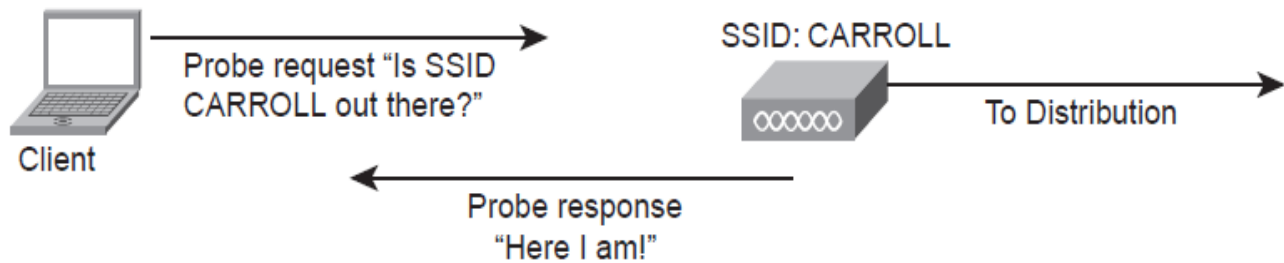 SSID: CARROLL
Probe request “Is SSID
CARROLL out there?”
To Distribution
Client
Probe response
“Here I am!”